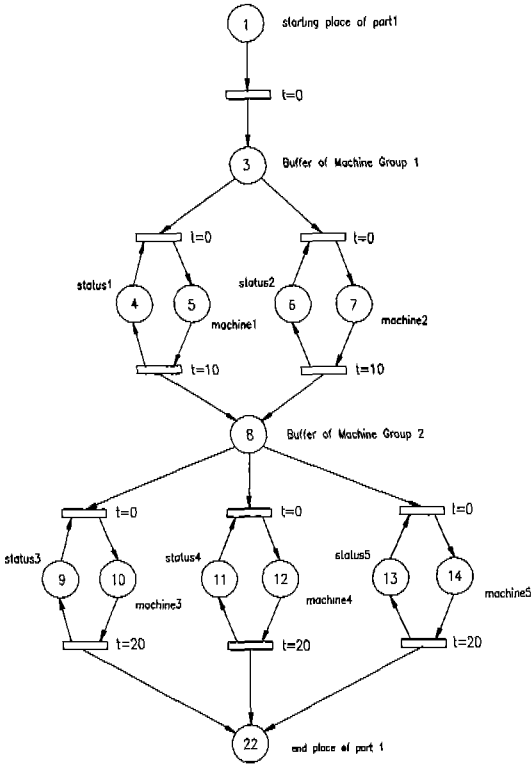 1 starting place of part1
t=0
3 Buffer of Machine Group 1
t=0 t=0
status1 4 5 machine1
status2 6 7 machine2
t=10 t=10
8 Buffer of Machine Group 2
t=0 t=0 t=0
status3 9 10 machine3
status4 11 12 machine4
status5 13 14 machine5
t=20 t=20 t=20
22 end place of part 1